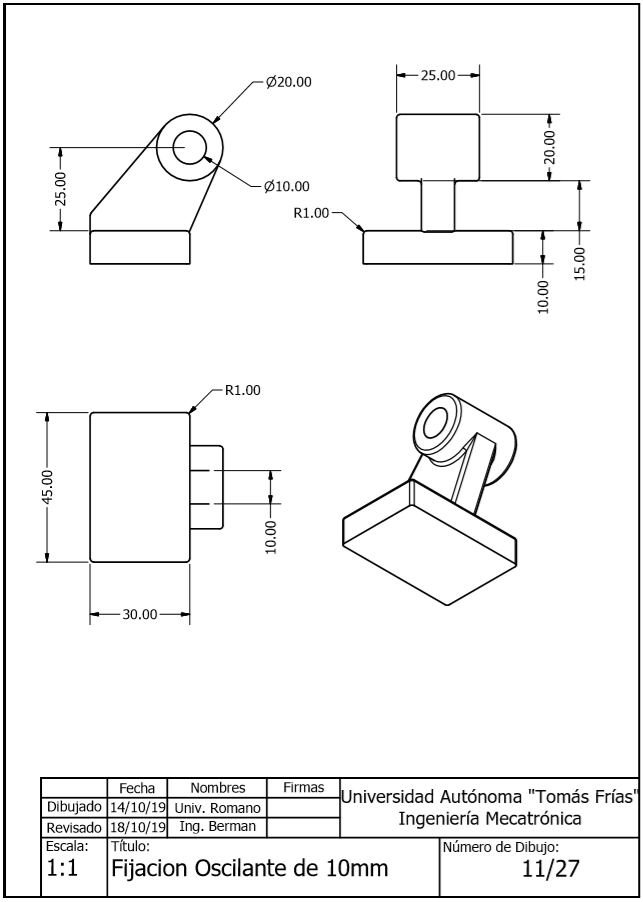 Ø20.00
25.00
20.00
25.00
Ø10.00
R1.00
15.00
10.00
R1.00
45.00
10.00
30.00
Fecha Nombres Firmas
Dibujado 14/10/19 Univ. Romano
Revisado 18/10/19 Ing. Berman
Universidad Autónoma "Tomás Frías"
Ingeniería Mecatrónica
Escala: Título: Número de Dibujo:
1:1 Fijacion Oscilante de 10mm 11/27